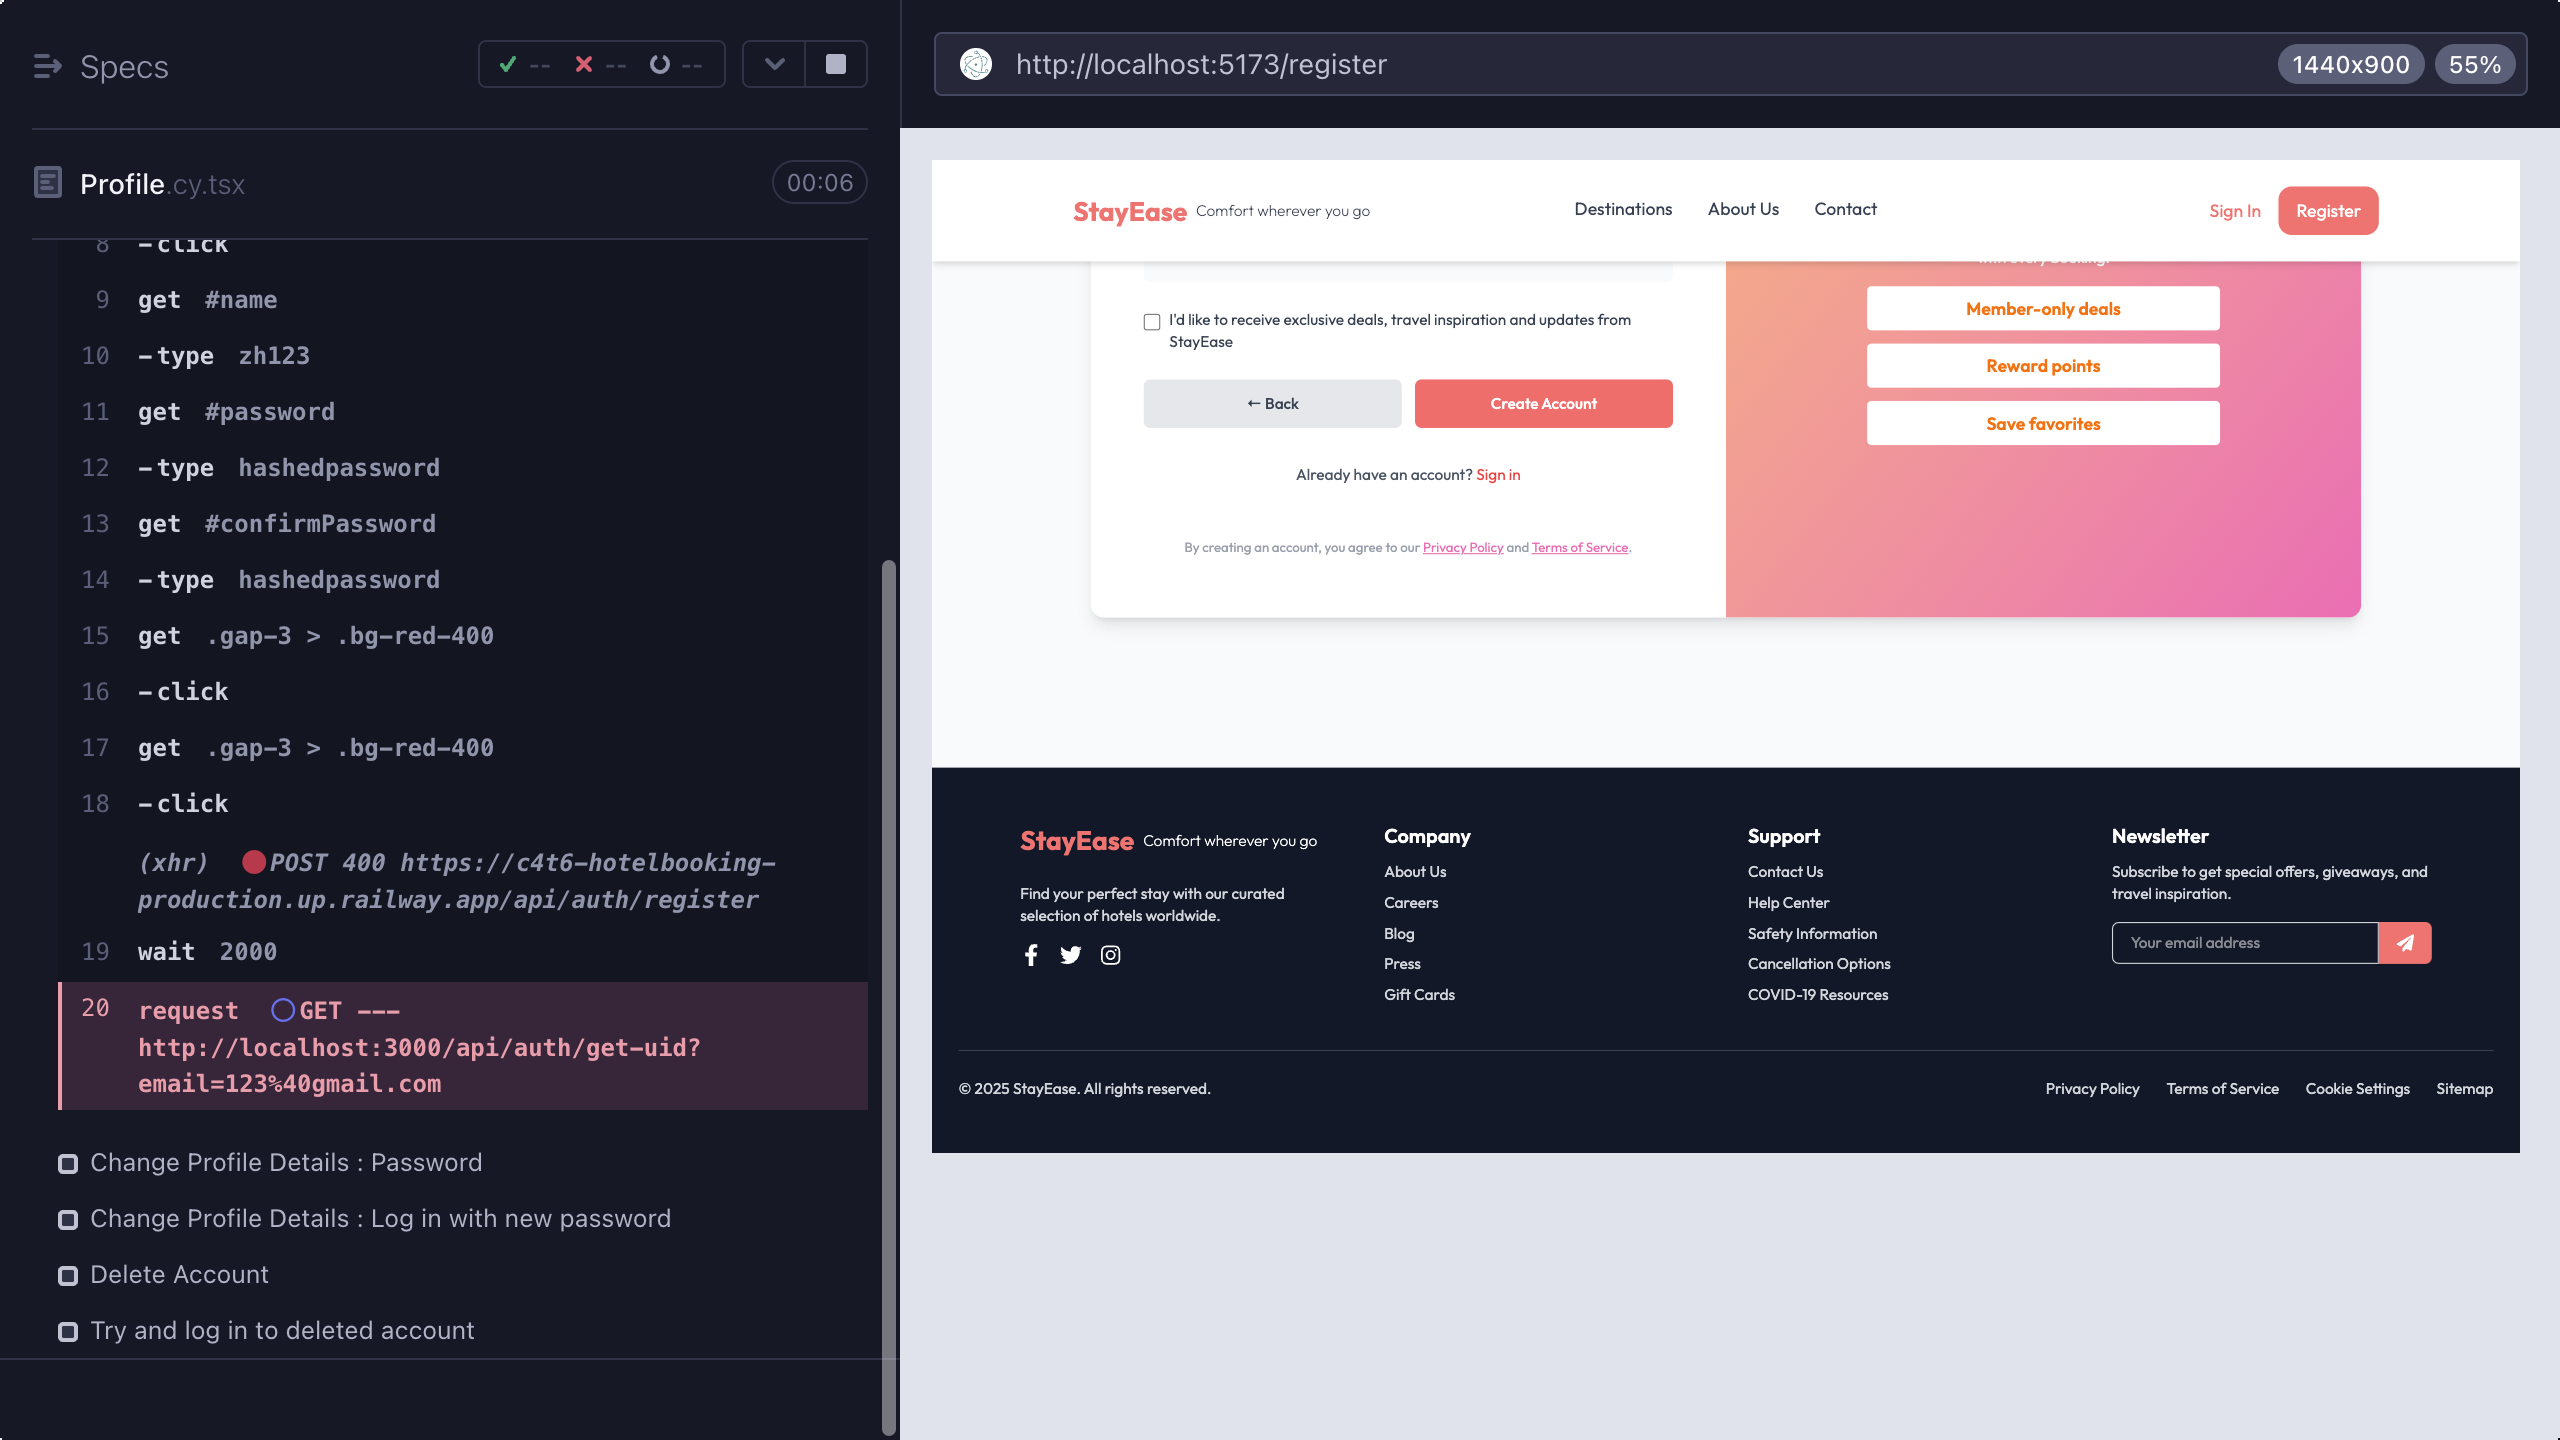 Specs
-- -- --
Profile.cy.tsx
00:06
8 -click
9 get #name
10 -type zh123
11 get #password
12 -type hashedpassword
13 get #confirmPassword
14 -type hashedpassword
15 get .gap-3 > .bg-red-400
16 -click
17 get .gap-3 > .bg-red-400
18 -click
(xhr) POST 400 https://c4t6-hotelbooking-
production.up.railway.app/api/auth/register
19 wait 2000
20 request GET ---
http://localhost:3000/api/auth/get-uid?
email=123%40gmail.com
Change Profile Details : Password
Change Profile Details : Log in with new password
Delete Account
Try and log in to deleted account
http://localhost:5173/register
1440x900 55%
StayEase Comfort wherever you go
Destinations About Us Contact
Sign In Register
I'd like to receive exclusive deals, travel inspiration and updates from
StayEase
← Back
Create Account
Already have an account? Sign in
By creating an account, you agree to our Privacy Policy and Terms of Service.
Member-only deals
Reward points
Save favorites
StayEase Comfort wherever you go
Find your perfect stay with our curated
selection of hotels worldwide.
Company
About Us
Careers
Blog
Press
Gift Cards
Support
Contact Us
Help Center
Safety Information
Cancellation Options
COVID-19 Resources
Newsletter
Subscribe to get special offers, giveaways, and
travel inspiration.
Your email address
© 2025 StayEase. All rights reserved.
Privacy Policy Terms of Service Cookie Settings Sitemap